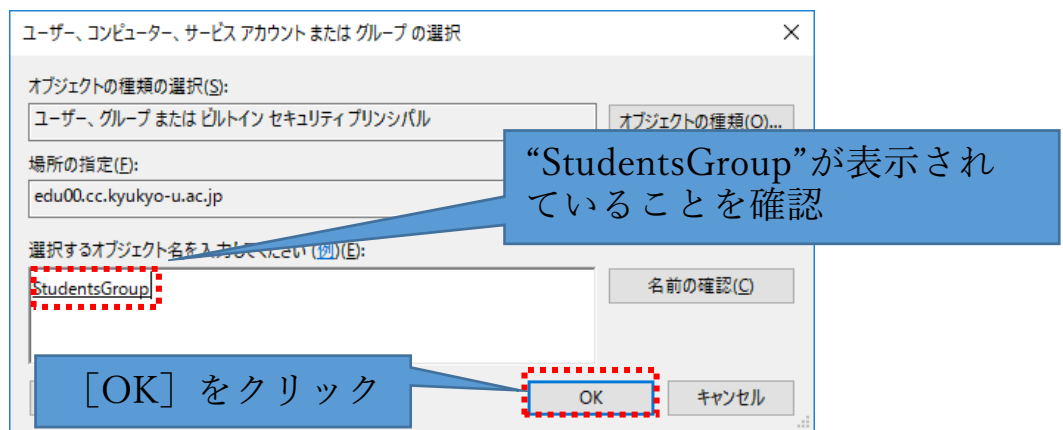 ユーザー、コンピューター、サービス アカウント または グループ の選択
オブジェクトの種類の選択(S):
ユーザー、グループ または ビルトイン セキュリティ プリンシパル
オブジェクトの種類(O)...
場所の指定(F):
edu00.cc.kyukyo-u.ac.jp
“StudentsGroup”が表示され
ていることを確認
選択するオブジェクト名を入力してください (例)(E):
StudentsGroup
名前の確認(C)
［OK］をクリック
OK
キャンセル